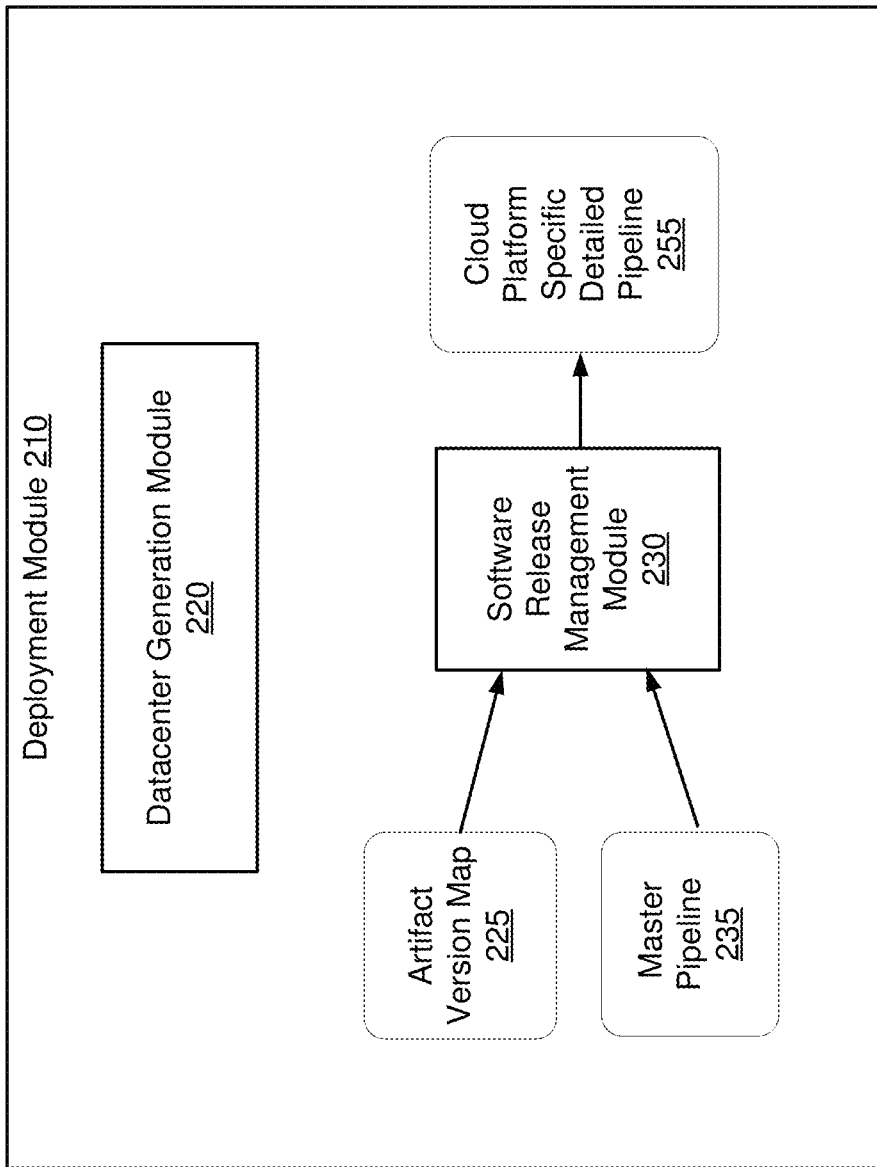 Deployment Module 210
Datacenter Generation Module
220
Artifact
Version Map
225
Master
Pipeline
235
Software
Release
Management
Module
230
Cloud
Platform
Specific
Detailed
Pipeline
255